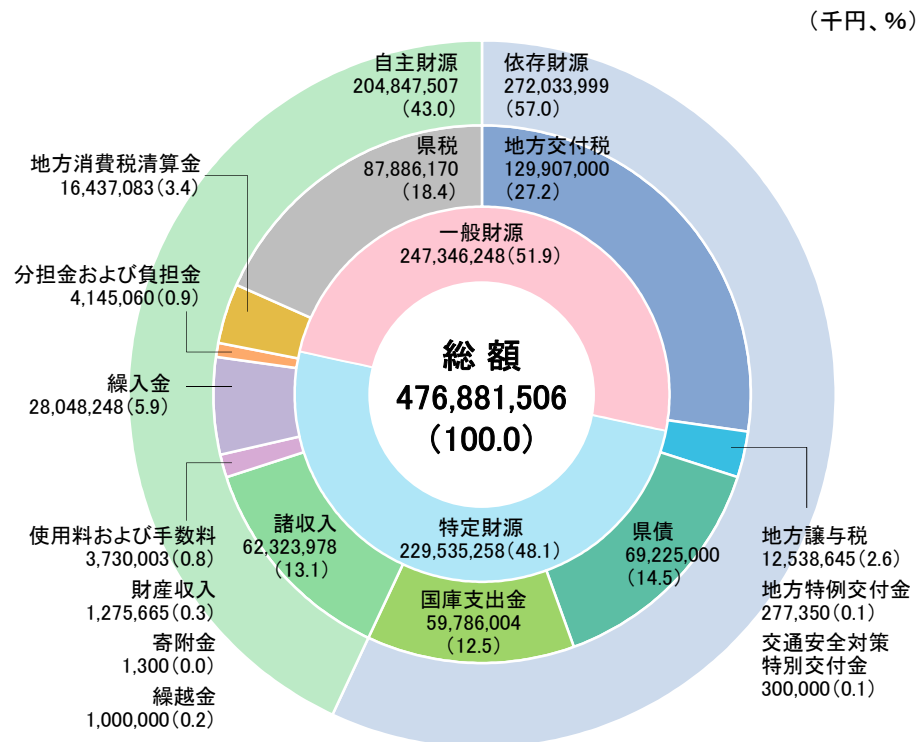 (千円、%)
自主財源
204,847,507
(43.0)
依存財源
272,033,999
(57.0)
県税
87,886,170
(18.4)
地方交付税
129,907,000
(27.2)
地方消費税清算金
16,437,083(3.4)
一般財源
247,346,248(51.9)
分担金および負担金
4,145,060(0.9)
総 額
476,881,506
(100.0)
繰入金
28,048,248(5.9)
諸収入
62,323,978
(13.1)
特定財源
229,535,258(48.1)
県債
69,225,000
(14.5)
国庫支出金
59,786,004
(12.5)
使用料および手数料
3,730,003(0.8)
財産収入
1,275,665(0.3)
寄附金
1,300(0.0)
繰越金
1,000,000(0.2)
地方譲与税
12,538,645(2.6)
地方特例交付金
277,350(0.1)
交通安全対策
特別交付金
300,000(0.1)